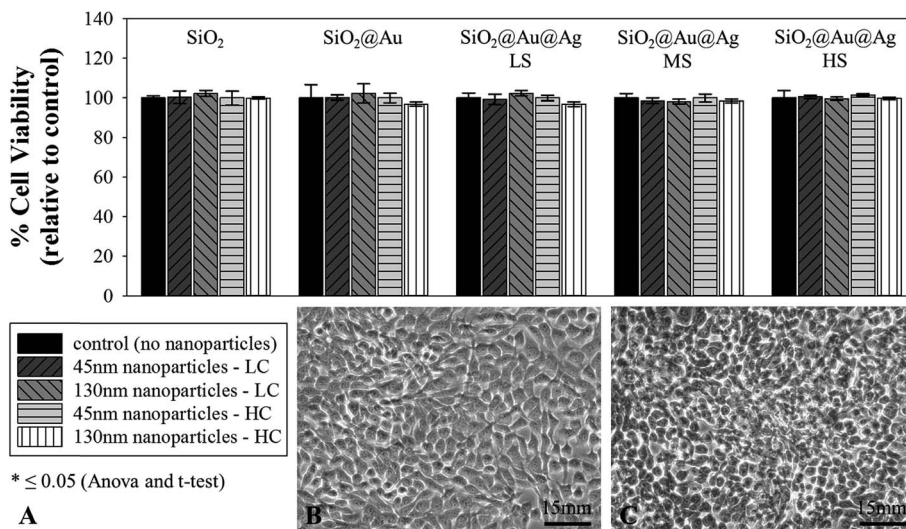 % Cell Viability
(relative to control)
140
120
100
80
60
40
20
0
SiO₂
SiO₂@Au
SiO₂@Au@Ag
LS
SiO₂@Au@Ag
MS
SiO₂@Au@Ag
HS
control (no nanoparticles)
45nm nanoparticles - LC
130nm nanoparticles - LC
45nm nanoparticles - HC
130nm nanoparticles - HC
* ≤ 0.05 (Anova and t-test)
A
B
15mm
C
15mm